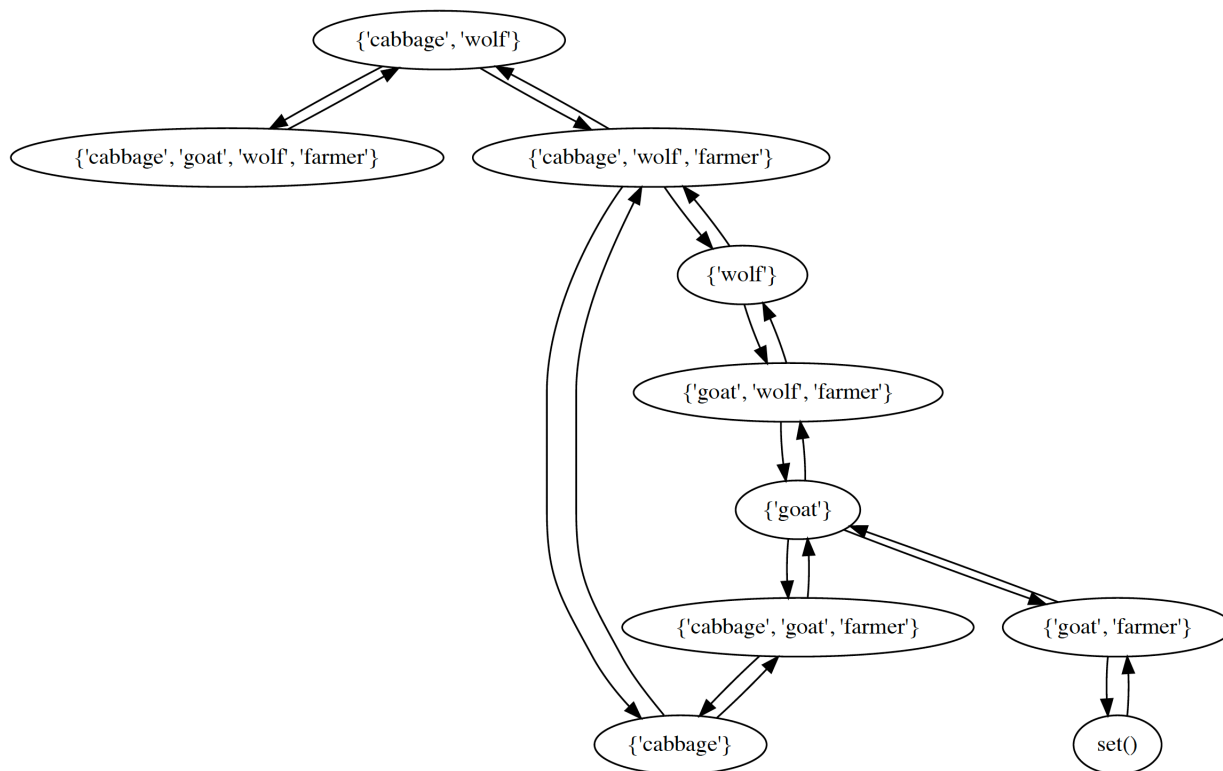 {'cabbage', 'wolf'}
{'cabbage', 'goat', 'wolf', 'farmer'}
{'cabbage', 'wolf', 'farmer'}
{'wolf'}
{'goat', 'wolf', 'farmer'}
{'goat'}
{'cabbage', 'goat', 'farmer'}
{'goat', 'farmer'}
{'cabbage'}
set()